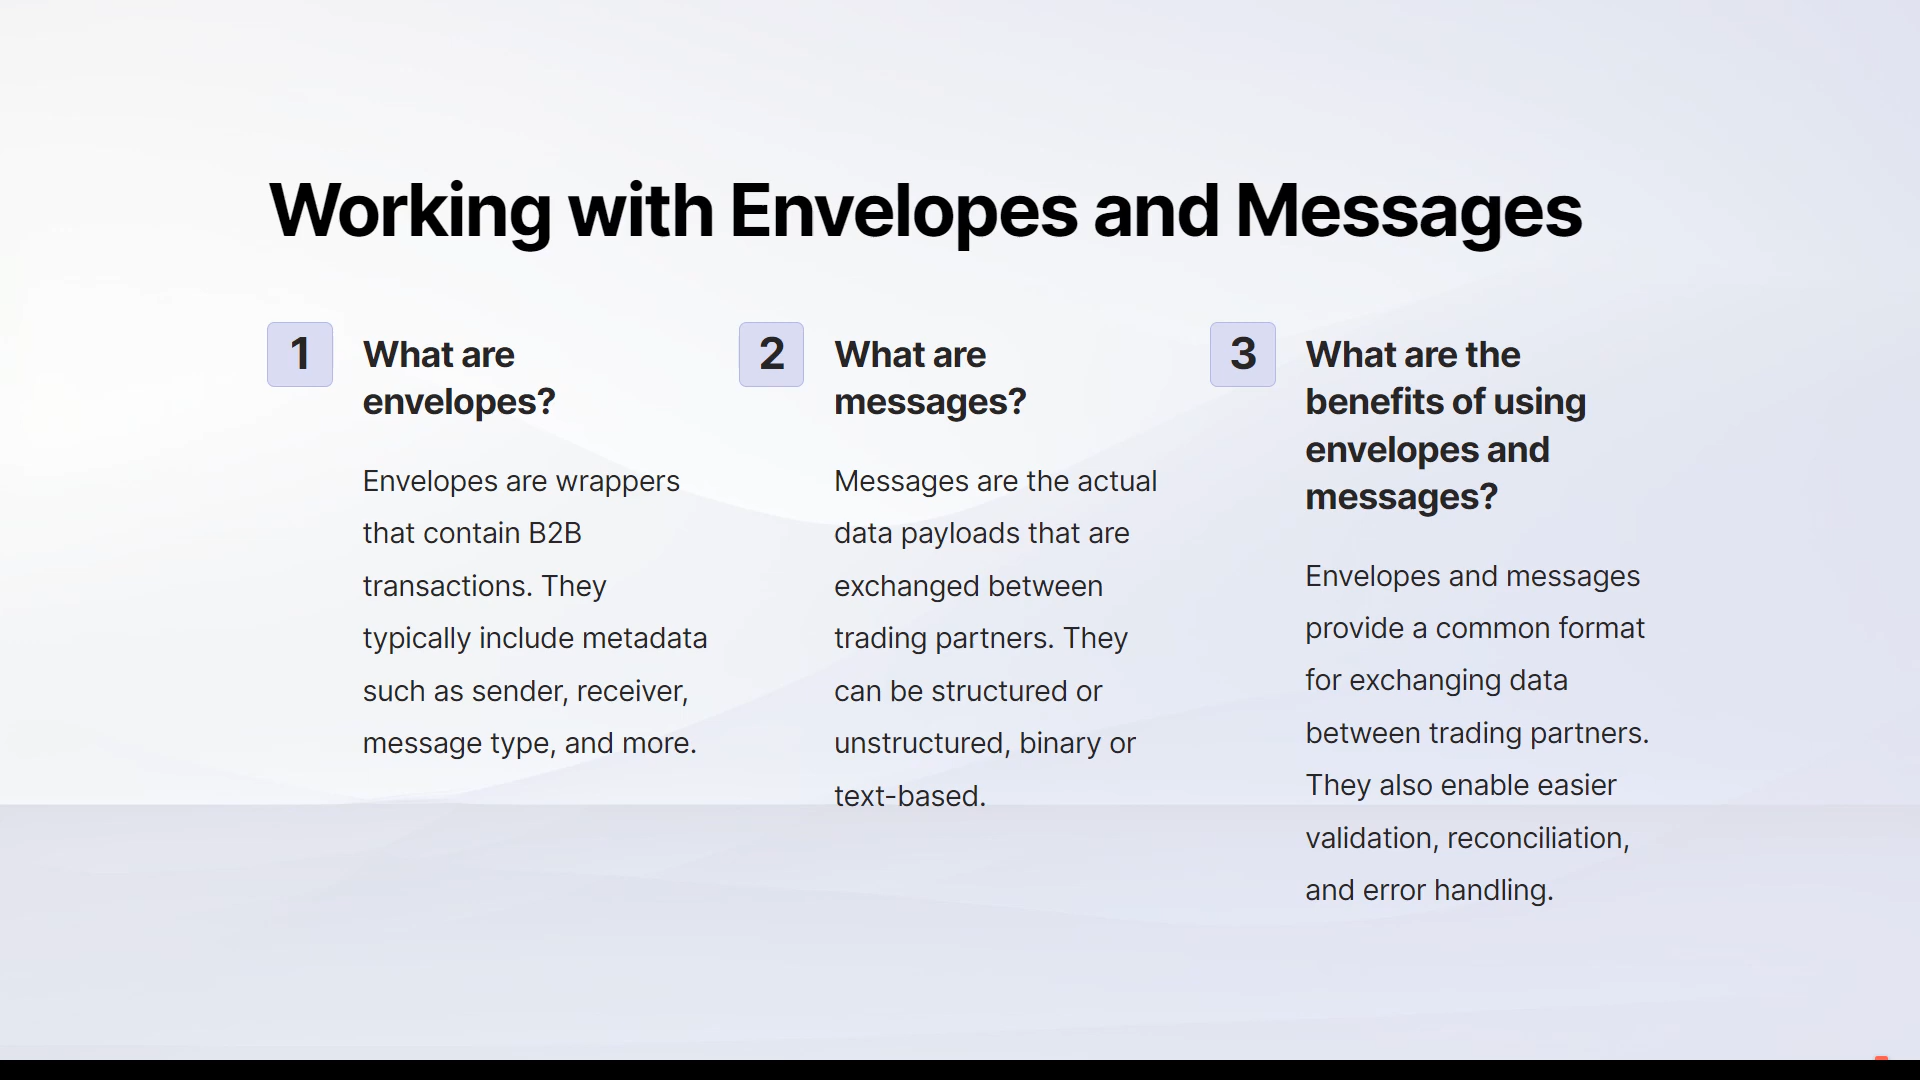 Working with Envelopes and Messages
1
What are
envelopes?
Envelopes are wrappers
that contain B2B
transactions. They
typically include metadata
such as sender, receiver,
message type, and more.
2
What are
messages?
Messages are the actual
data payloads that are
exchanged between
trading partners. They
can be structured or
unstructured, binary or
text-based.
3
What are the
benefits of using
envelopes and
messages?
Envelopes and messages
provide a common format
for exchanging data
between trading partners.
They also enable easier
validation, reconciliation,
and error handling.